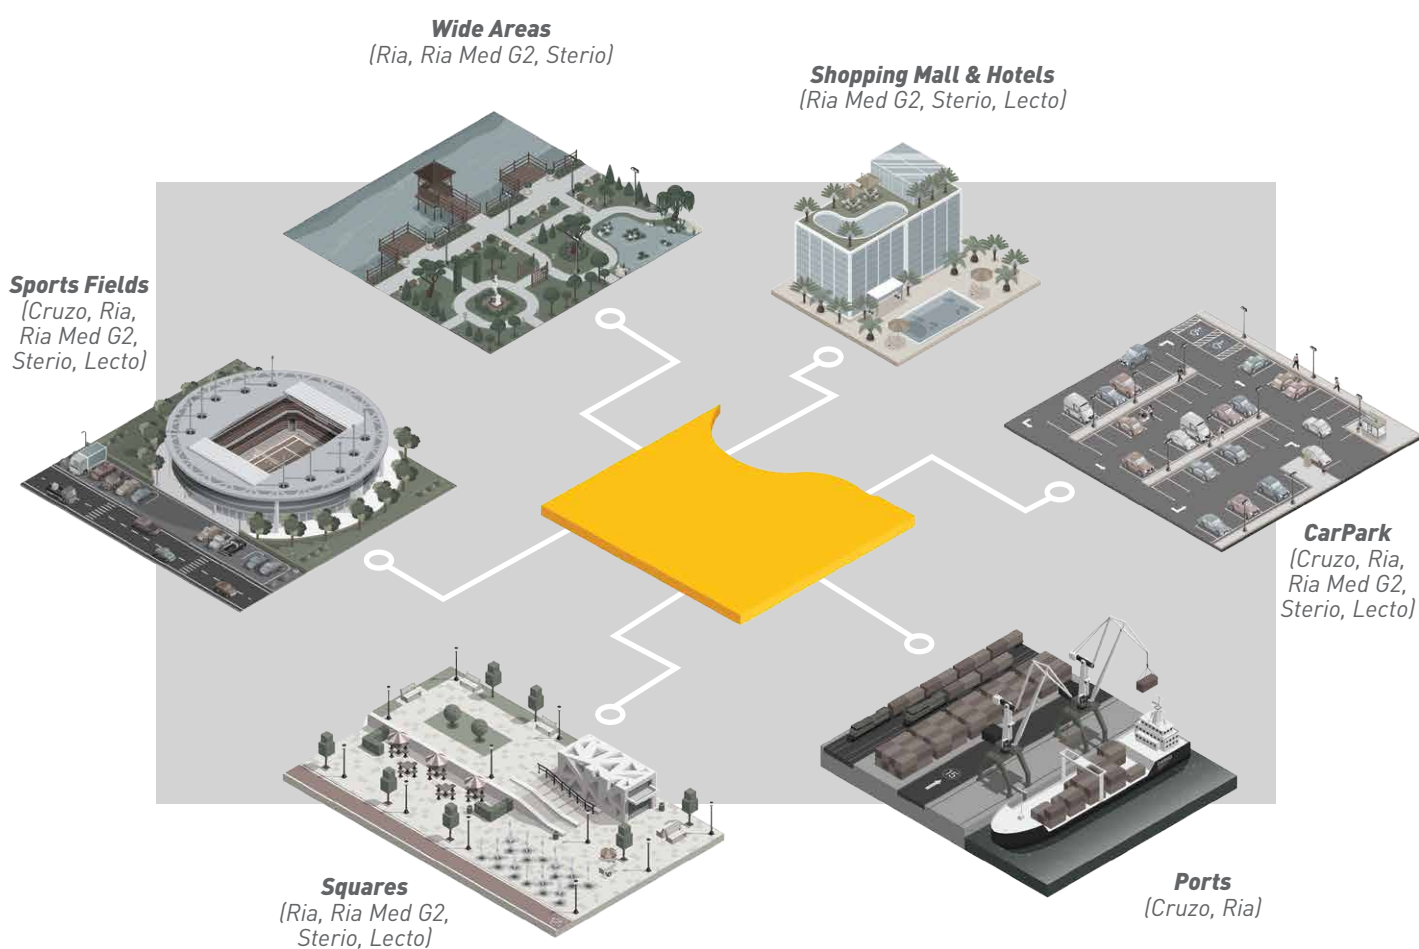 Wide Areas
(Ria, Ria Med G2, Sterio)
Shopping Mall & Hotels
(Ria Med G2, Sterio, Lecto)
Sports Fields
(Cruzo, Ria,
Ria Med G2,
Sterio, Lecto)
CarPark
(Cruzo, Ria,
Ria Med G2,
Sterio, Lecto)
Squares
(Ria, Ria Med G2,
Sterio, Lecto)
15
Ports
(Cruzo, Ria)